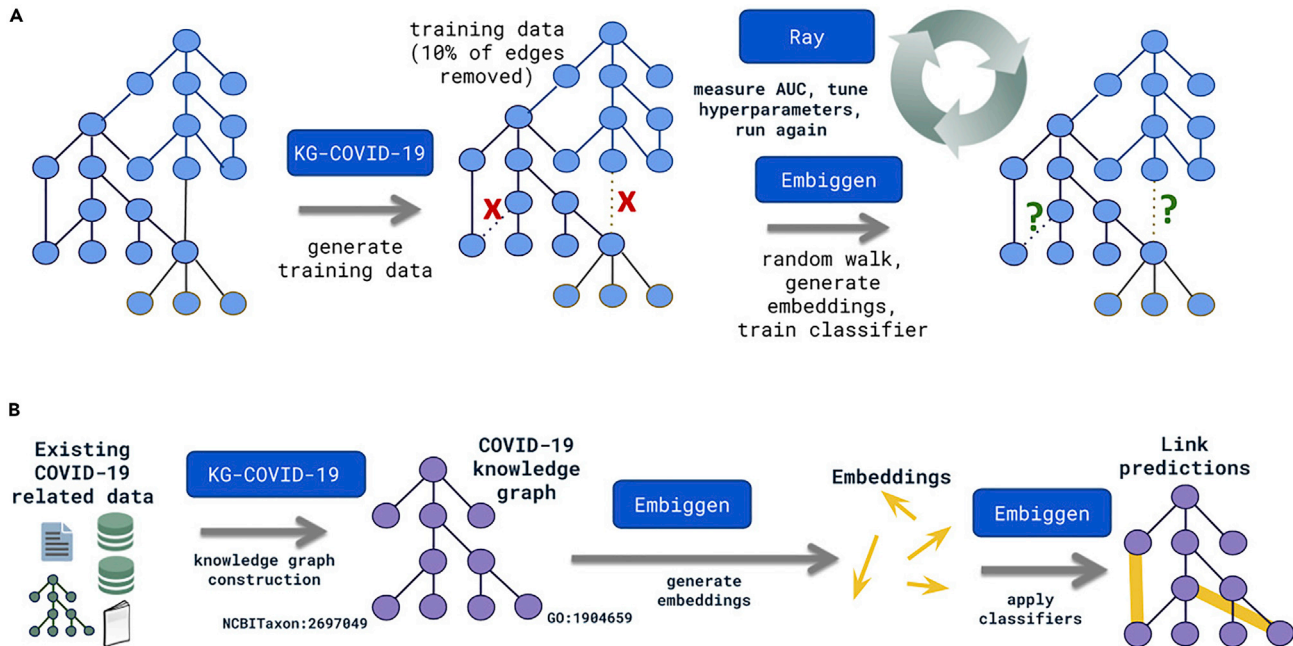 A
training data
(10% of edges
removed)
Ray
measure AUC, tune
hyperparameters,
run again
KG-COVID-19
generate
training data
X
X
Embiggen
random walk,
generate
embeddings,
train classifier
?
?
B
Existing
COVID-19
related data
KG-COVID-19
knowledge graph
construction
COVID-19
knowledge
graph
NCBITaxon:2697049
GO:1904659
Embiggen
generate
embeddings
Embeddings
Embiggen
apply
classifiers
Link
predictions